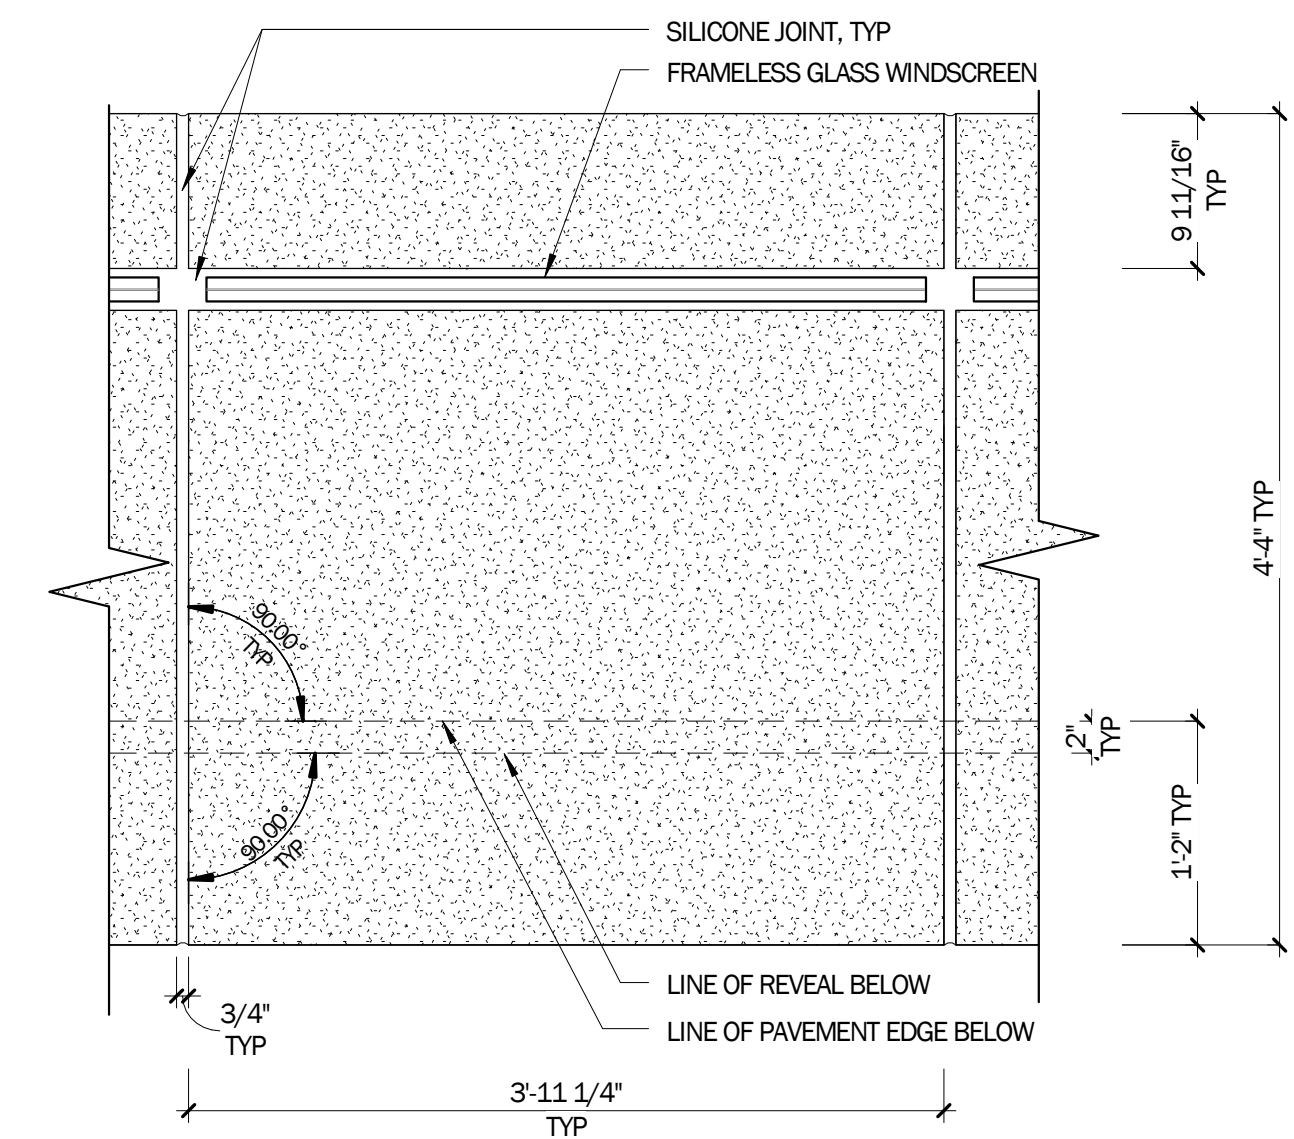 SILICONE JOINT, TYP
FRAMELESS GLASS WINDSCREEN
9 11/16"
TYP
4'-4" TYP
90.00°
TYP
2"
TYP
90.00°
TYP
1'-2" TYP
LINE OF REVEAL BELOW
3/4"
TYP
LINE OF PAVEMENT EDGE BELOW
3'-11 1/4"
TYP